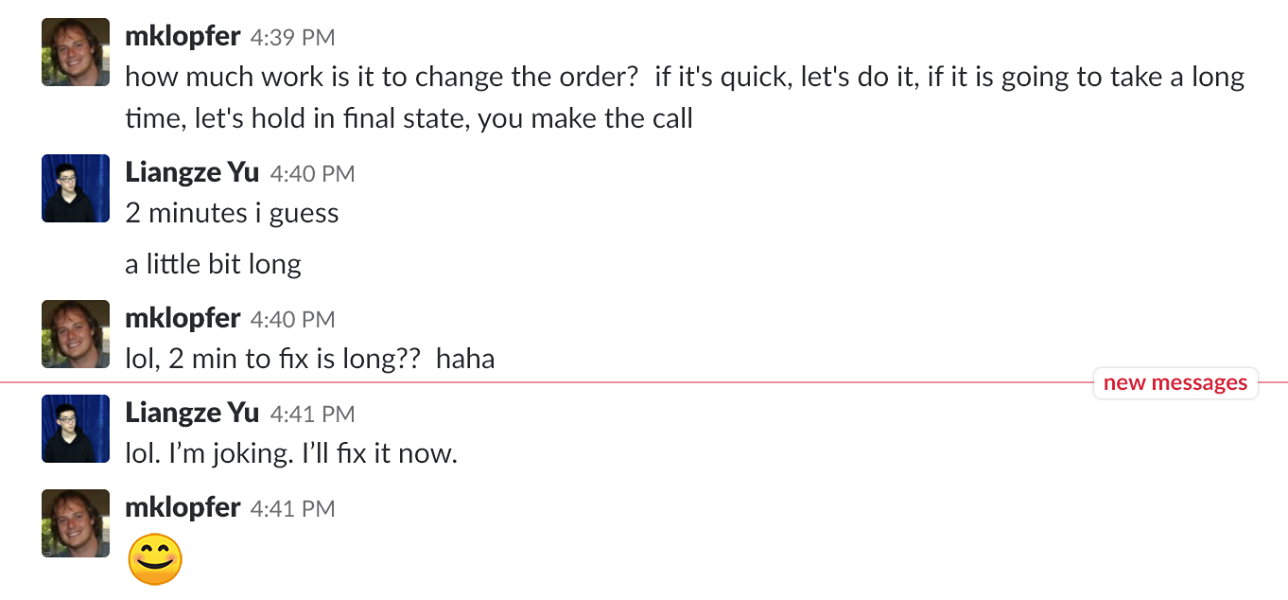 mklopfer 4:39 PM
how much work is it to change the order?  if it's quick, let's do it, if it is going to take a long
time, let's hold in final state, you make the call
Liangze Yu 4:40 PM
2 minutes i guess
a little bit long
mklopfer 4:40 PM
lol, 2 min to fix is long??  haha
new messages
Liangze Yu 4:41 PM
lol. I’m joking. I’ll fix it now.
mklopfer 4:41 PM